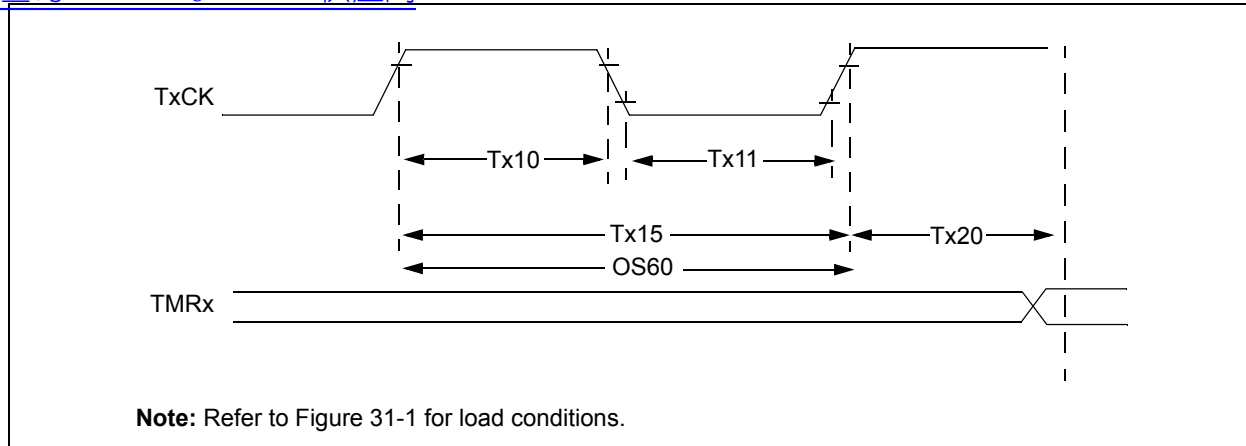 TxCK
Tx10
Tx11
Tx15
Tx20
OS60
TMRx
Note: Refer to Figure 31-1 for load conditions.